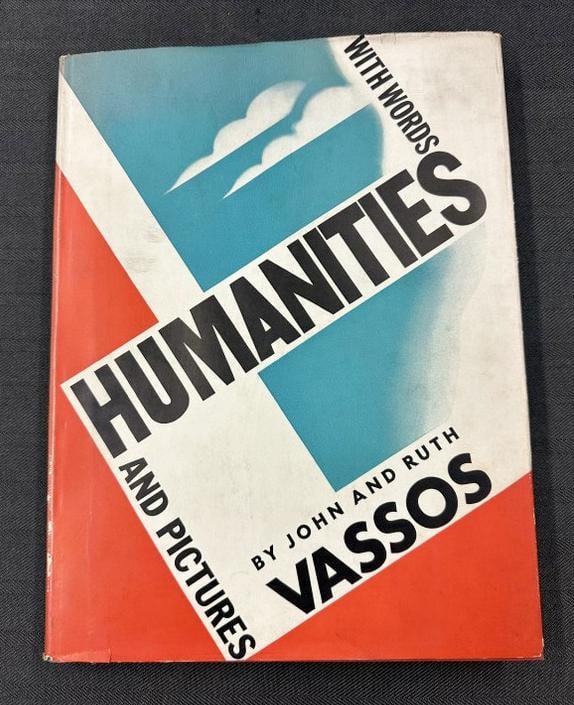 WITH WORDS
HUMANITIES
AND PICTURES
BY JOHN AND RUTH
VASSOS